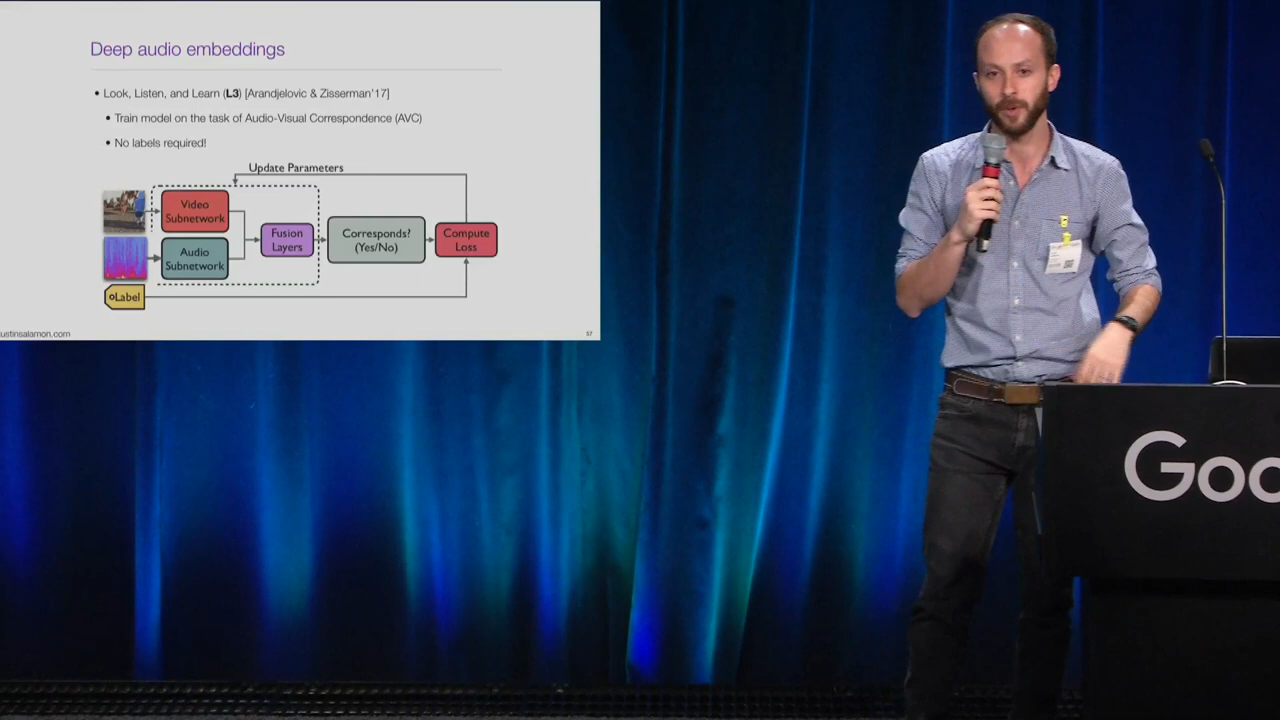 Deep audio embeddings
• Look, Listen, and Learn (L3) [Arandjelovic & Zisserman'17]
• Train model on the task of Audio-Visual Correspondence (AVC)
• No labels required!
Update Parameters
Video
Subnetwork
Audio
Subnetwork
Fusion
Layers
Corresponds?
(Yes/No)
Compute
Loss
Label
ustinsalamon.com
57
Goo